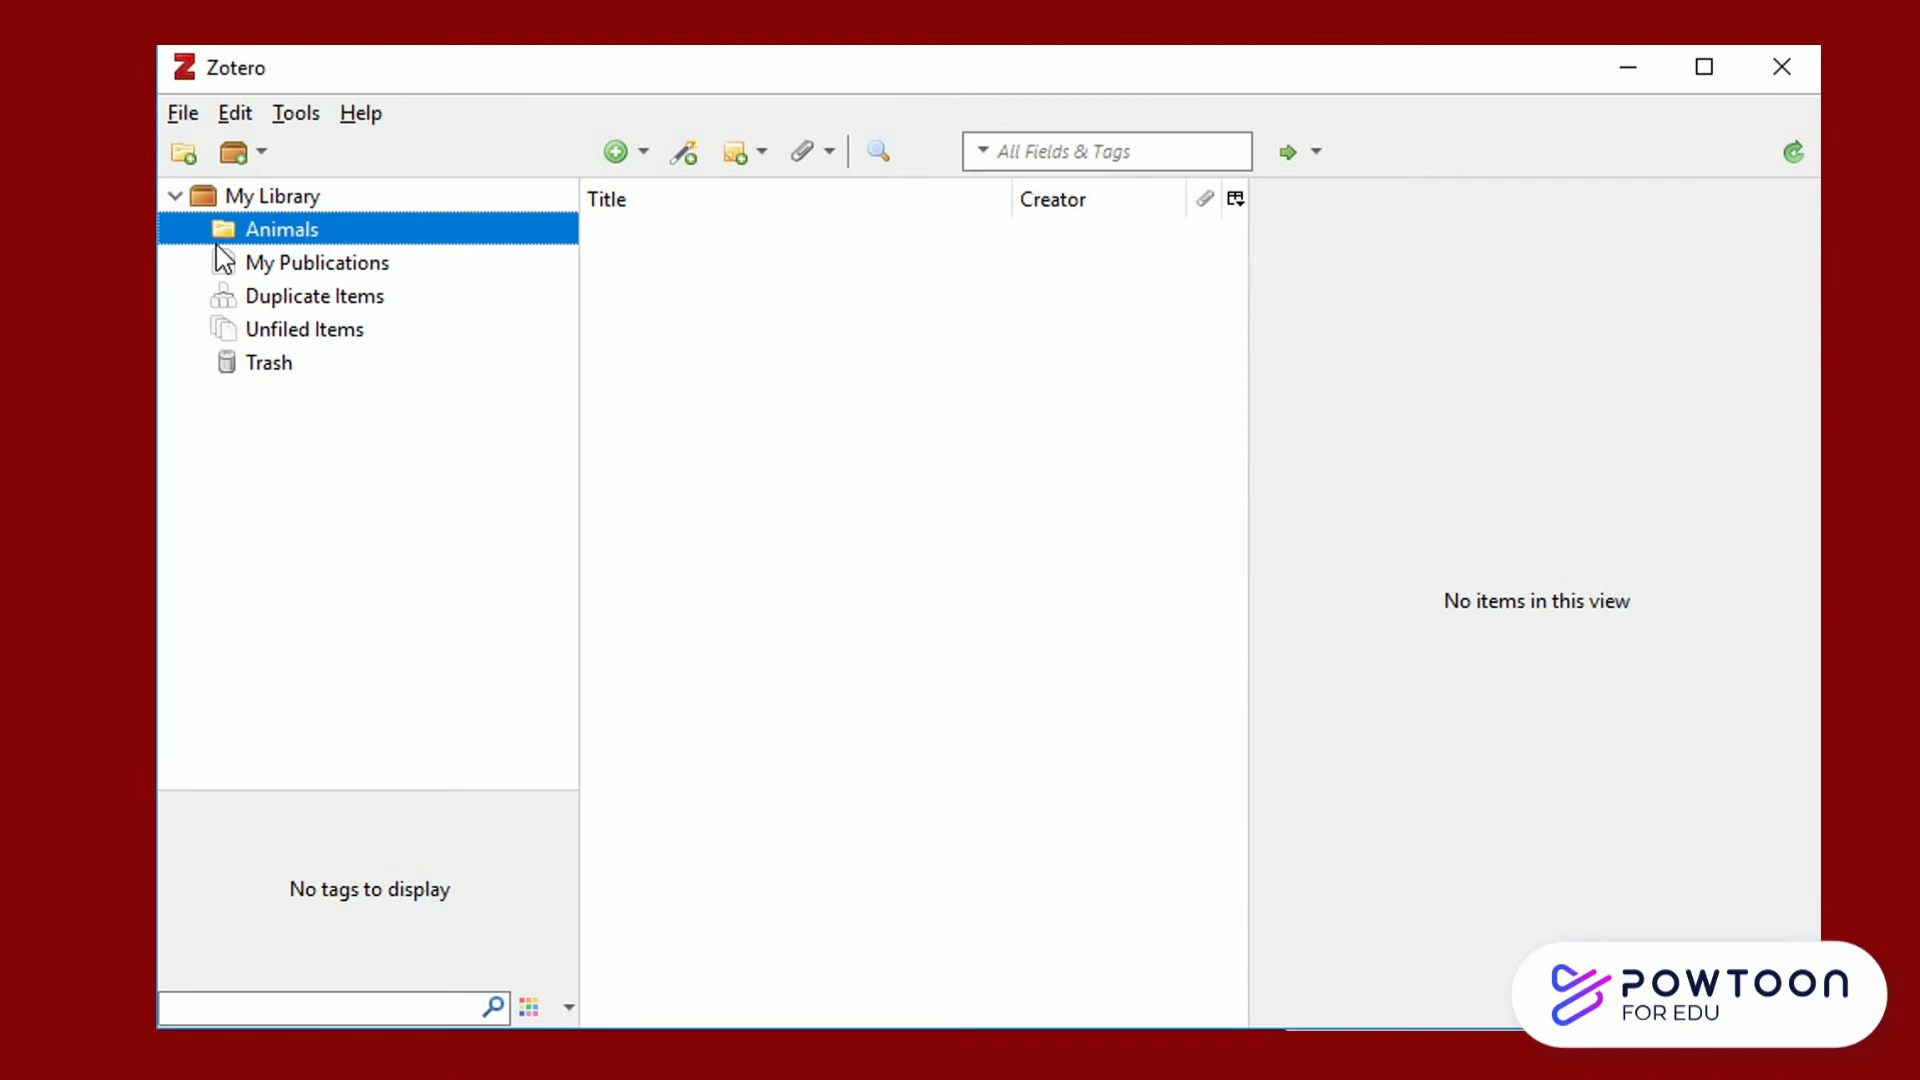 Zotero
File Edit Tools Help
All Fields & Tags
My Library
Animals
My Publications
Duplicate Items
Unfiled Items
Trash
Title Creator
No items in this view
No tags to display
POWTOON
FOR EDU